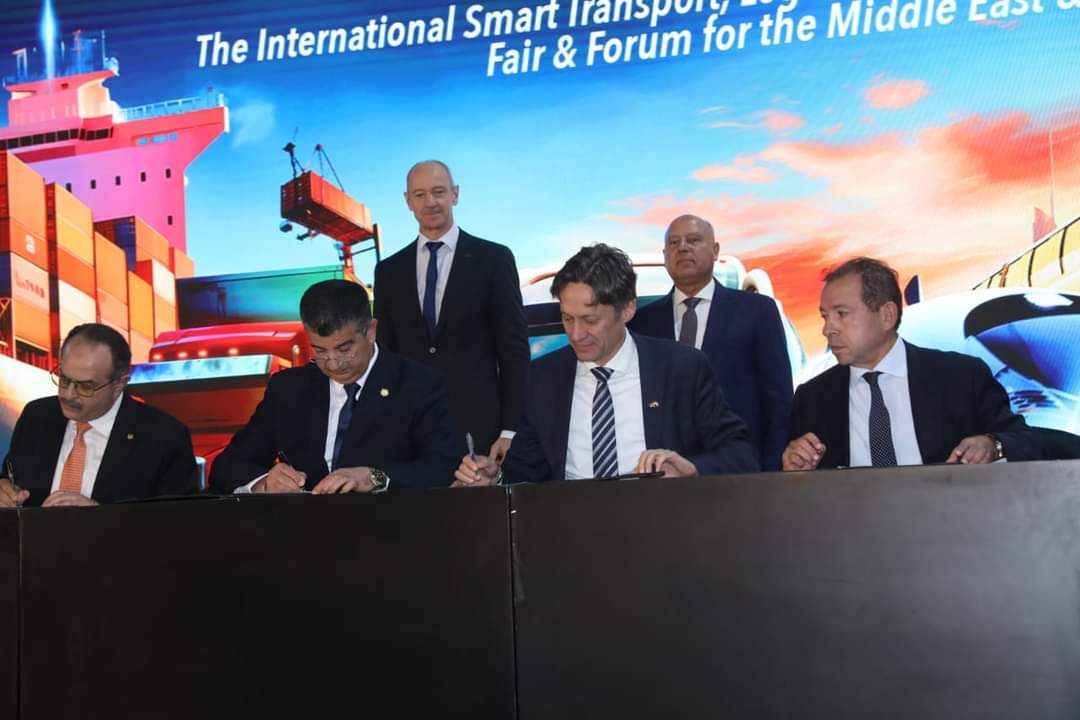 The International Smart Transport,
Fair & Forum for the Middle East &